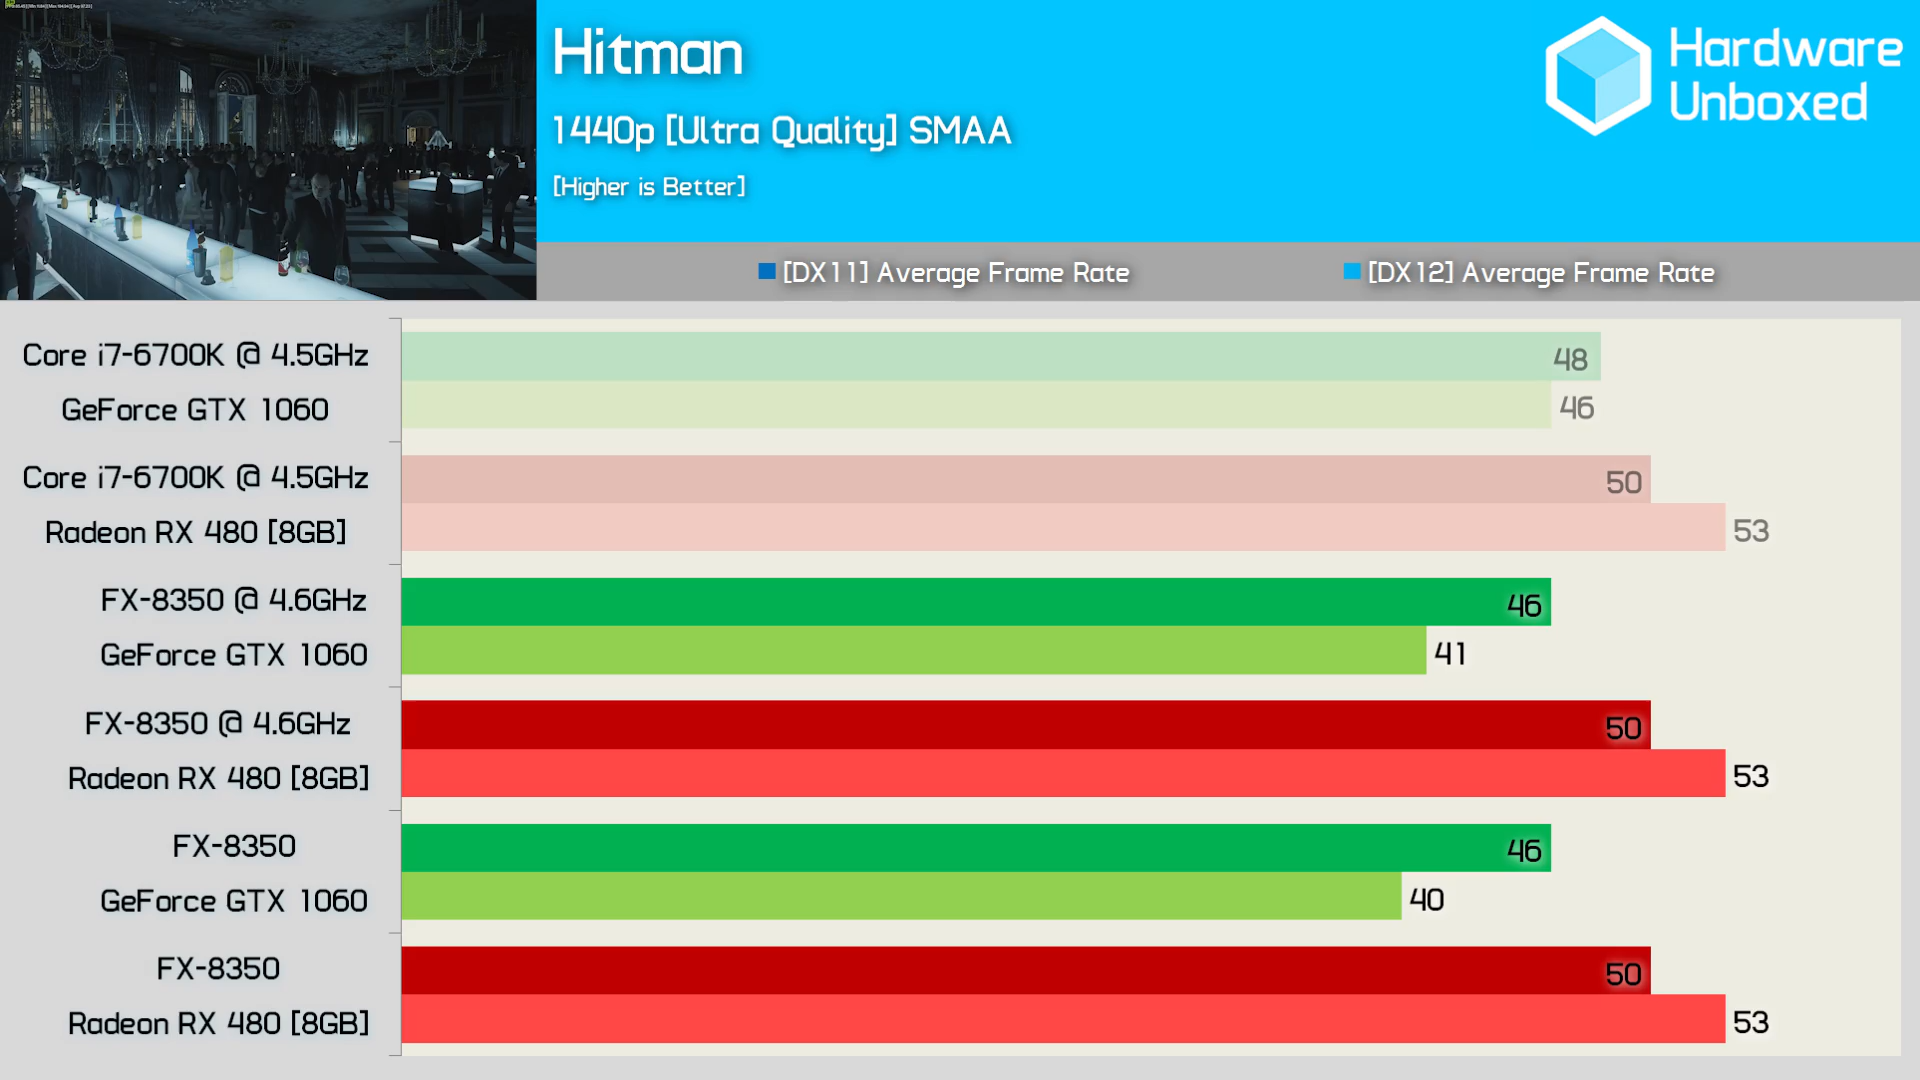 Hitman
1440p [Ultra Quality] SMAA
[Higher is Better]
Hardware
Unboxed
[DX11] Average Frame Rate
[DX12] Average Frame Rate
Core i7-6700K @ 4.5GHz
GeForce GTX 1060
48
46
Core i7-6700K @ 4.5GHz
Radeon RX 480 [8GB]
50
53
FX-8350 @ 4.6GHz
GeForce GTX 1060
46
41
FX-8350 @ 4.6GHz
Radeon RX 480 [8GB]
50
53
FX-8350
GeForce GTX 1060
46
40
FX-8350
Radeon RX 480 [8GB]
50
53